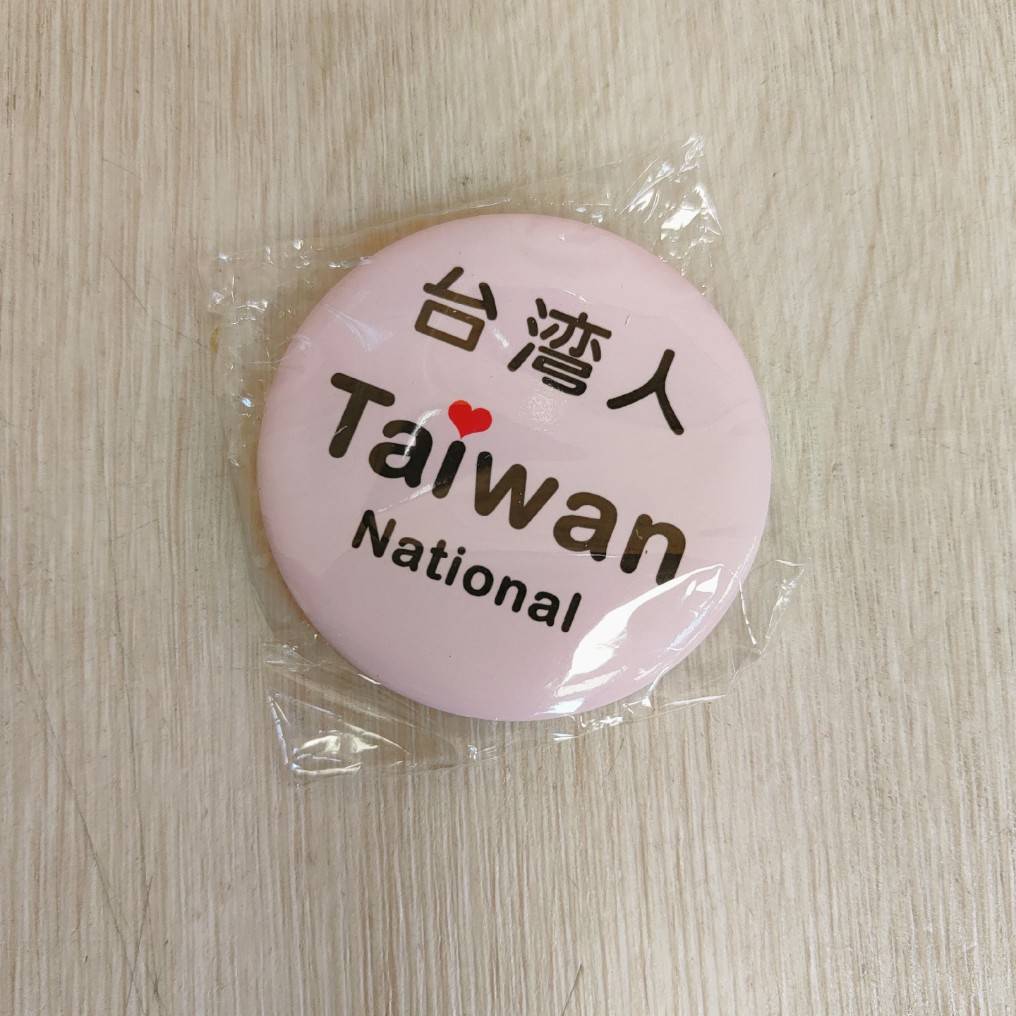 台湾人
Taiwan
National